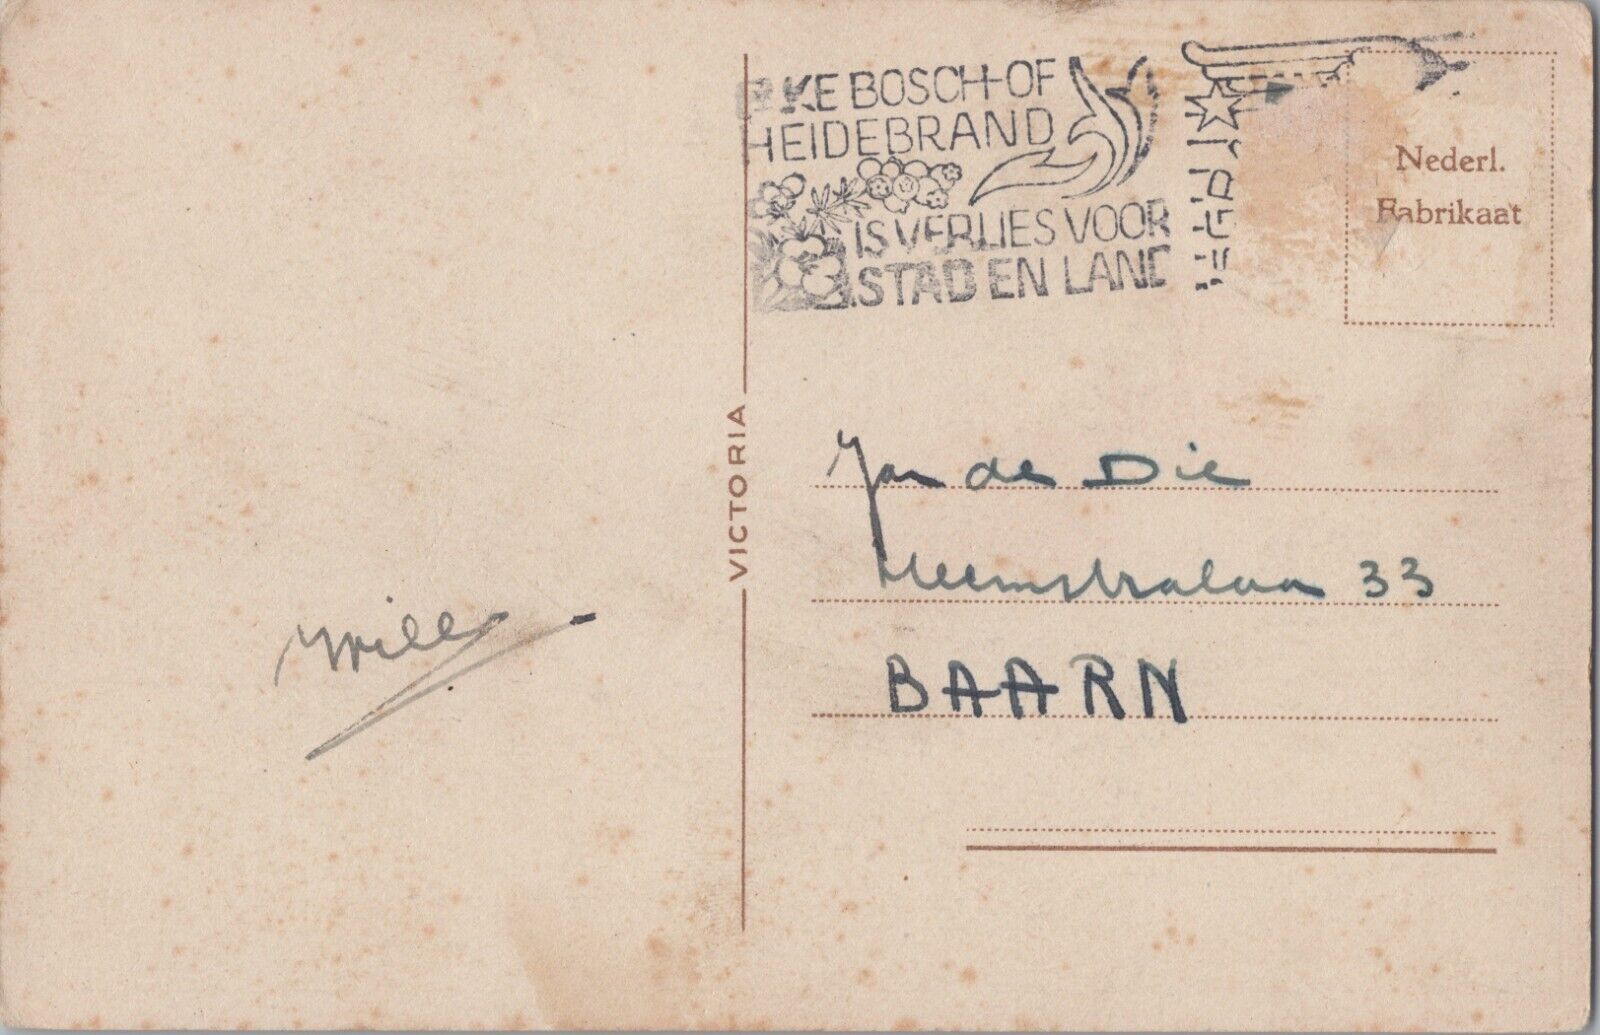 KE BOSCH-OF
HEIDEBRAND
IS VERLIES VOOR
STAD EN LAND
Nederl.
Fabrikaat
VICTORIA
Jan de Die
Heemstralaan 33
BAARN
Willy